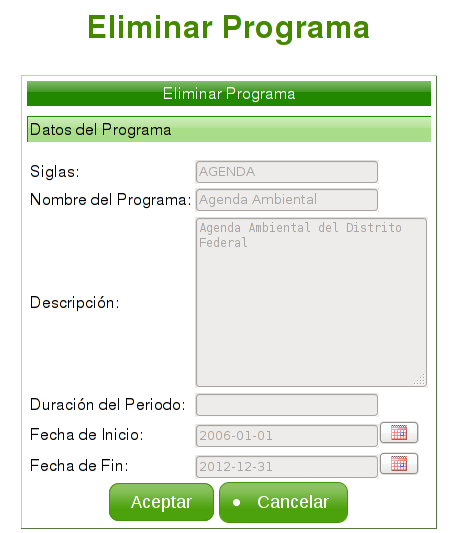 Eliminar Programa
Eliminar Programa
Datos del Programa
Siglas: AGENDA
Nombre del Programa: Agenda Ambiental
Descripción: Agenda Ambiental del Distrito
Federal
Duración del Periodo:
Fecha de Inicio: 2006-01-01
Fecha de Fin: 2012-12-31
Aceptar • Cancelar